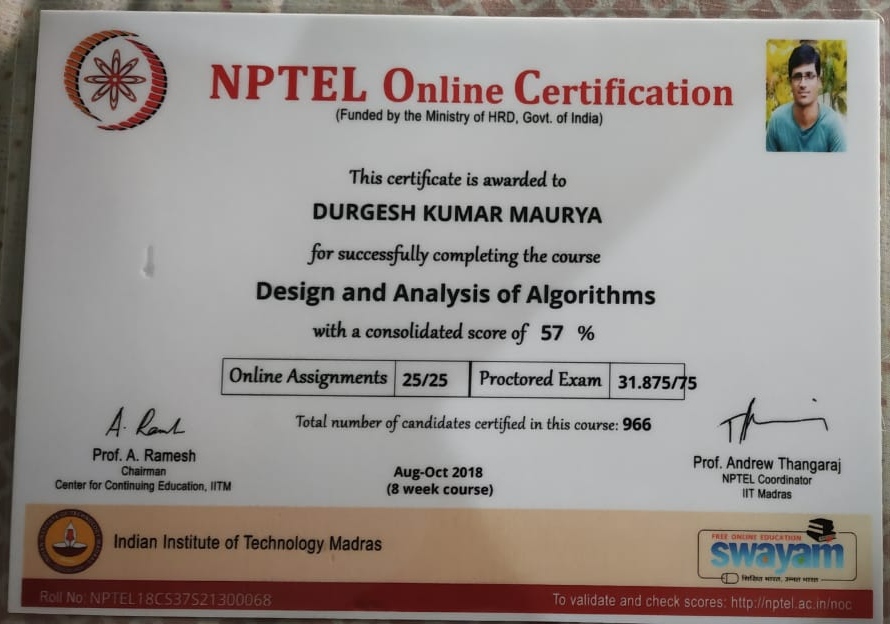 NPTEL Online Certification
(Funded by the Ministry of HRD, Govt. of India)
This certificate is awarded to
DURGESH KUMAR MAURYA
for successfully completing the course
Design and Analysis of Algorithms
with a consolidated score of 57 %
Online Assignments 25/25 Proctored Exam 31.875/75
Total number of candidates certified in this course: 966
A. Ramesh
Prof. A. Ramesh
Chairman
Center for Continuing Education, IITM
Aug-Oct 2018
(8 week course)
Prof. Andrew Thangaraj
NPTEL Coordinator
IIT Madras
Indian Institute of Technology Madras
FREE ONLINE EDUCATION
swayam
शिक्षित भारत, उन्नत भारत
Roll No: NPTEL18CS37S21300068
To validate and check scores: http://nptel.ac.in/noc